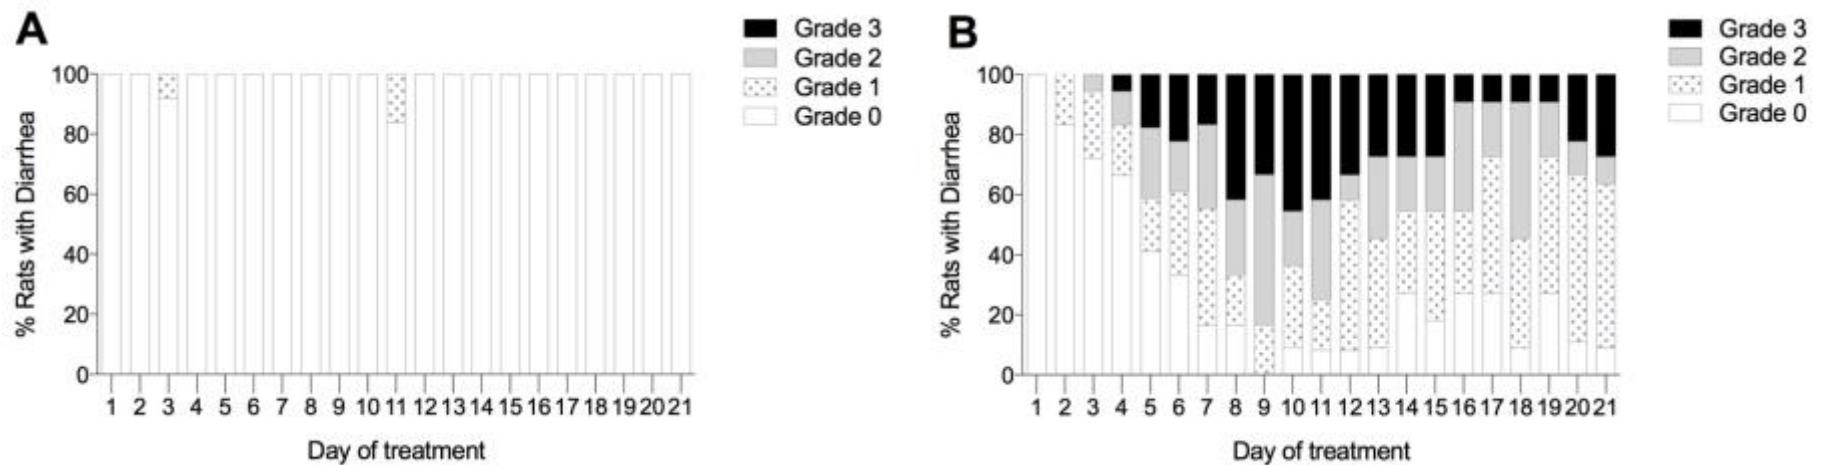 A
Grade 3
Grade 2
Grade 1
Grade 0
% Rats with Diarrhea
100
80
60
40
20
0
1 2 3 4 5 6 7 8 9 10 11 12 13 14 15 16 17 18 19 20 21
Day of treatment
B
Grade 3
Grade 2
Grade 1
Grade 0
% Rats with Diarrhea
100
80
60
40
20
0
1 2 3 4 5 6 7 8 9 10 11 12 13 14 15 16 17 18 19 20 21
Day of treatment